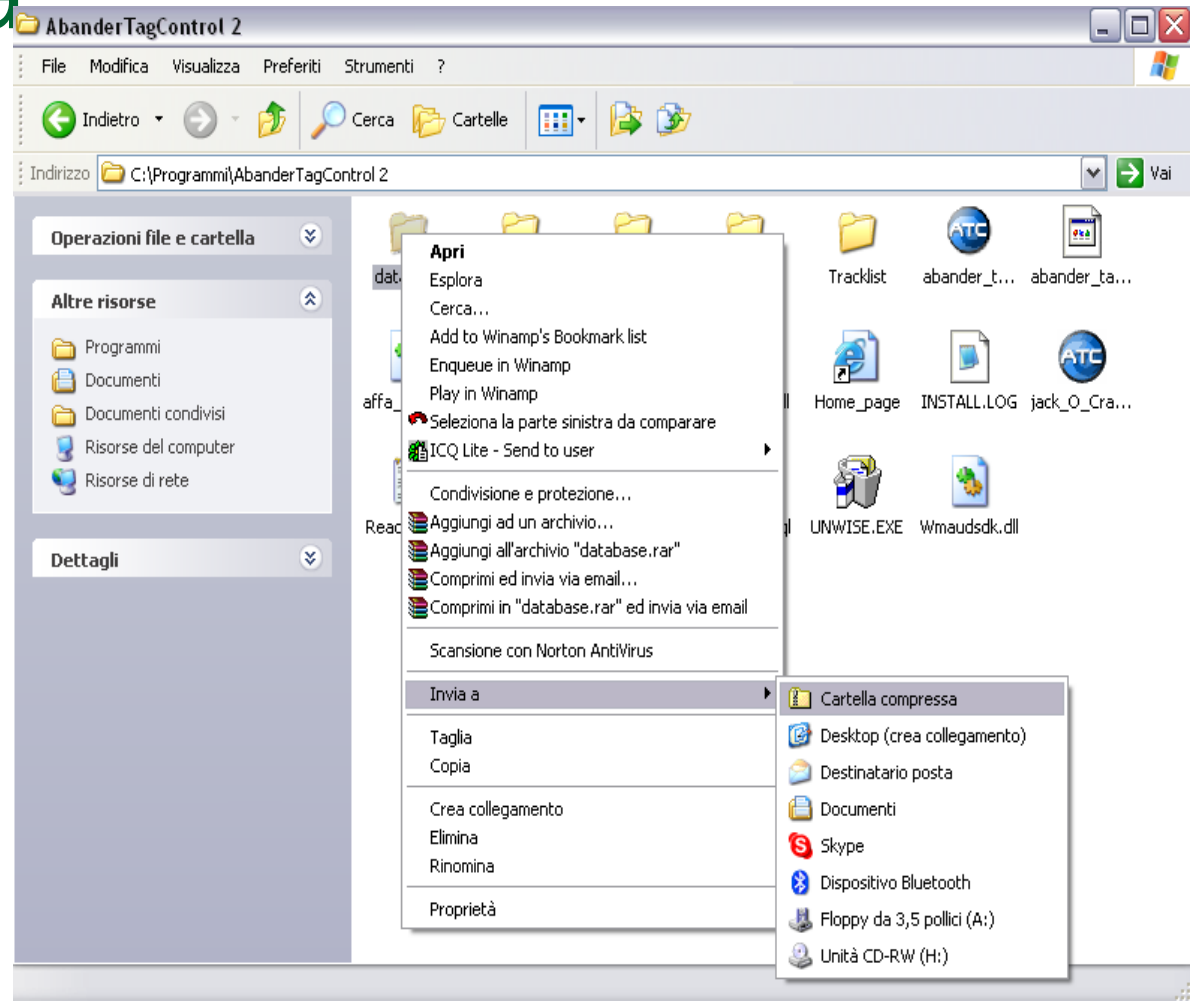 AbanderTagControl 2
File Modifica Visualizza Preferiti Strumenti ?
Indietro Cerca Cartelle
Indirizzo C:\Programmi\AbanderTagControl 2 Vai
Operazioni file e cartella
Altre risorse
Programmi
Documenti
Documenti condivisi
Risorse del computer
Risorse di rete
Dettagli
Tracklist abander_t... abander_ta...
ATC
affa_
Home_page INSTALL.LOG jack_O_Cra...
ATC
UNWISE.EXE Wmaudsdk.dll
Apri
Esplora
Cerca...
Add to Winamp's Bookmark list
Enqueue in Winamp
Play in Winamp
Seleziona la parte sinistra da comparare
ICQ Lite - Send to user
Condivisione e protezione...
Aggiungi ad un archivio...
Aggiungi all'archivio "database.rar"
Comprimi ed invia via email...
Comprimi in "database.rar" ed invia via email
Scansione con Norton AntiVirus
Invia a
Taglia
Copia
Crea collegamento
Elimina
Rinomina
Proprietà
Cartella compressa
Desktop (crea collegamento)
Destinatario posta
Documenti
Skype
Dispositivo Bluetooth
Floppy da 3,5 pollici (A:)
Unità CD-RW (H:)